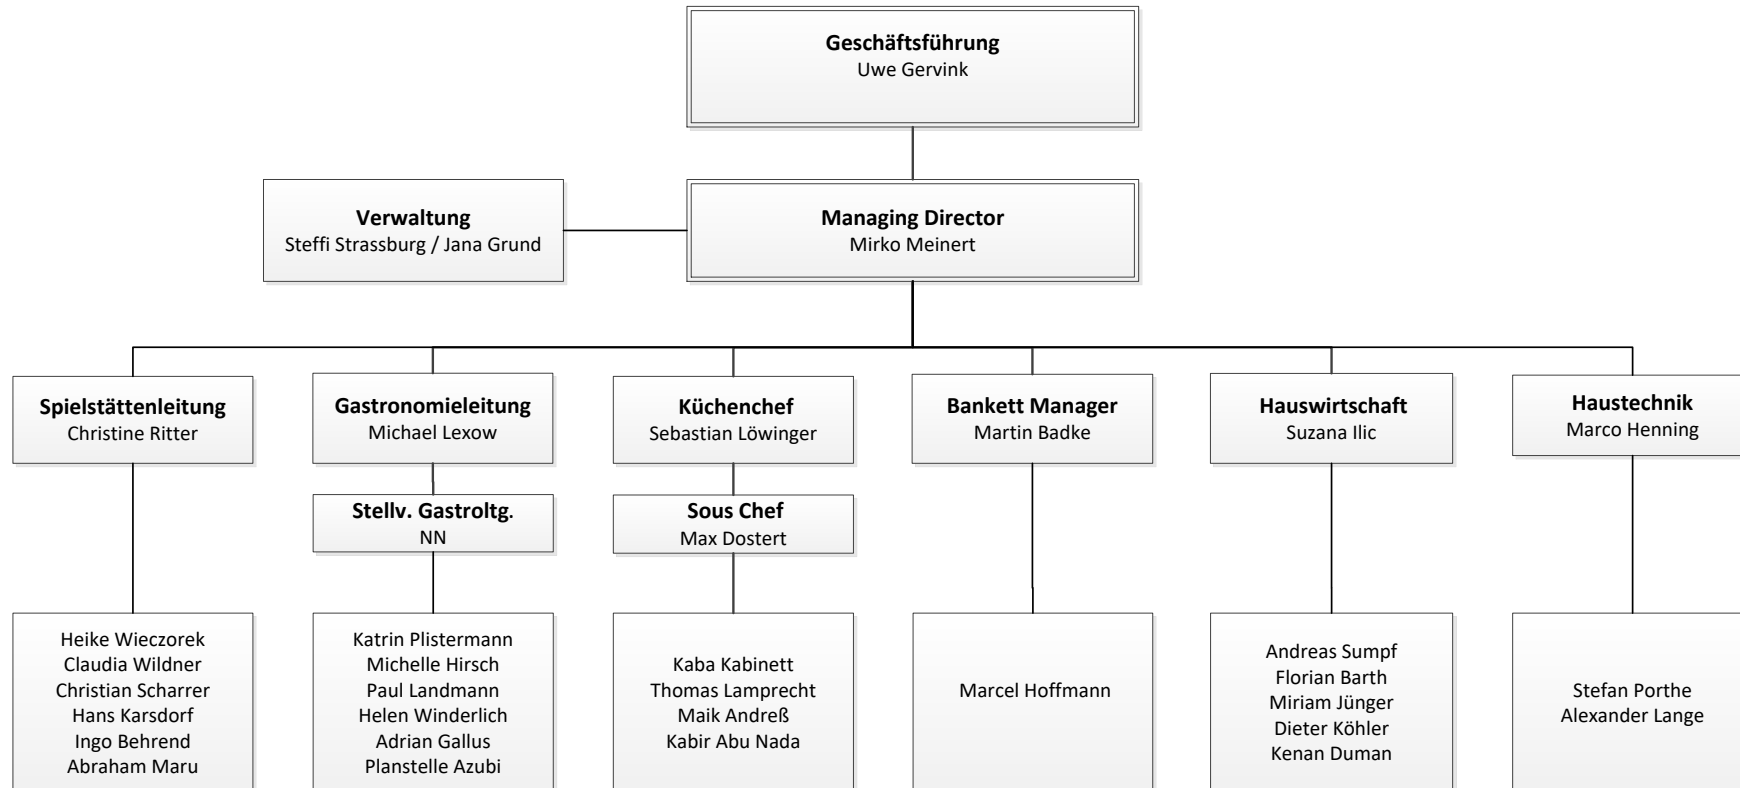 Geschäftsführung
Uwe Gervink
Verwaltung
Steffi Strassburg / Jana Grund
Managing Director
Mirko Meinert
Spielstättenleitung
Christine Ritter
Gastronomieleitung
Michael Lexow
Küchenchef
Sebastian Löwinger
Bankett Manager
Martin Badke
Hauswirtschaft
Suzana Ilic
Haustechnik
Marco Henning
Stellv. Gastroltg.
NN
Sous Chef
Max Dostert
Heike Wieczorek
Claudia Wildner
Christian Scharrer
Hans Karsdorf
Ingo Behrend
Abraham Maru
Katrin Plistermann
Michelle Hirsch
Paul Landmann
Helen Winderlich
Adrian Gallus
Planstelle Azubi
Kaba Kabinett
Thomas Lamprecht
Maik Andreß
Kabir Abu Nada
Marcel Hoffmann
Andreas Sumpf
Florian Barth
Miriam Jünger
Dieter Köhler
Kenan Duman
Stefan Porthe
Alexander Lange